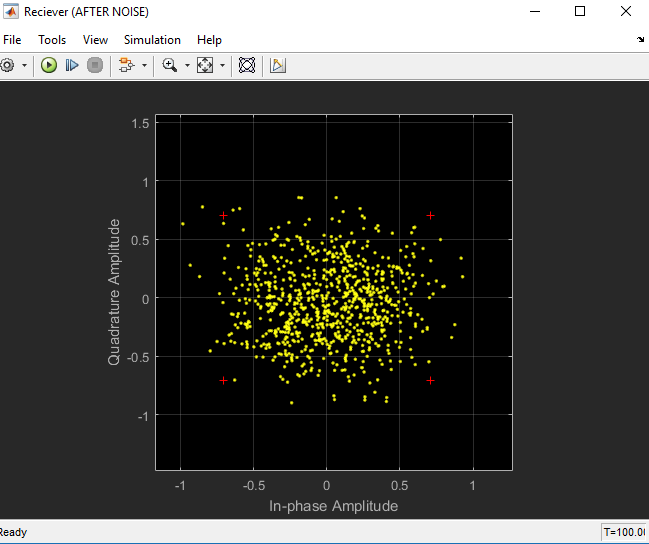 Reciever (AFTER NOISE)
File Tools View Simulation Help
1.5
1
0.5
0
-0.5
-1
Quadrature Amplitude
-1 -0.5 0 0.5 1
In-phase Amplitude
Ready T=100.0